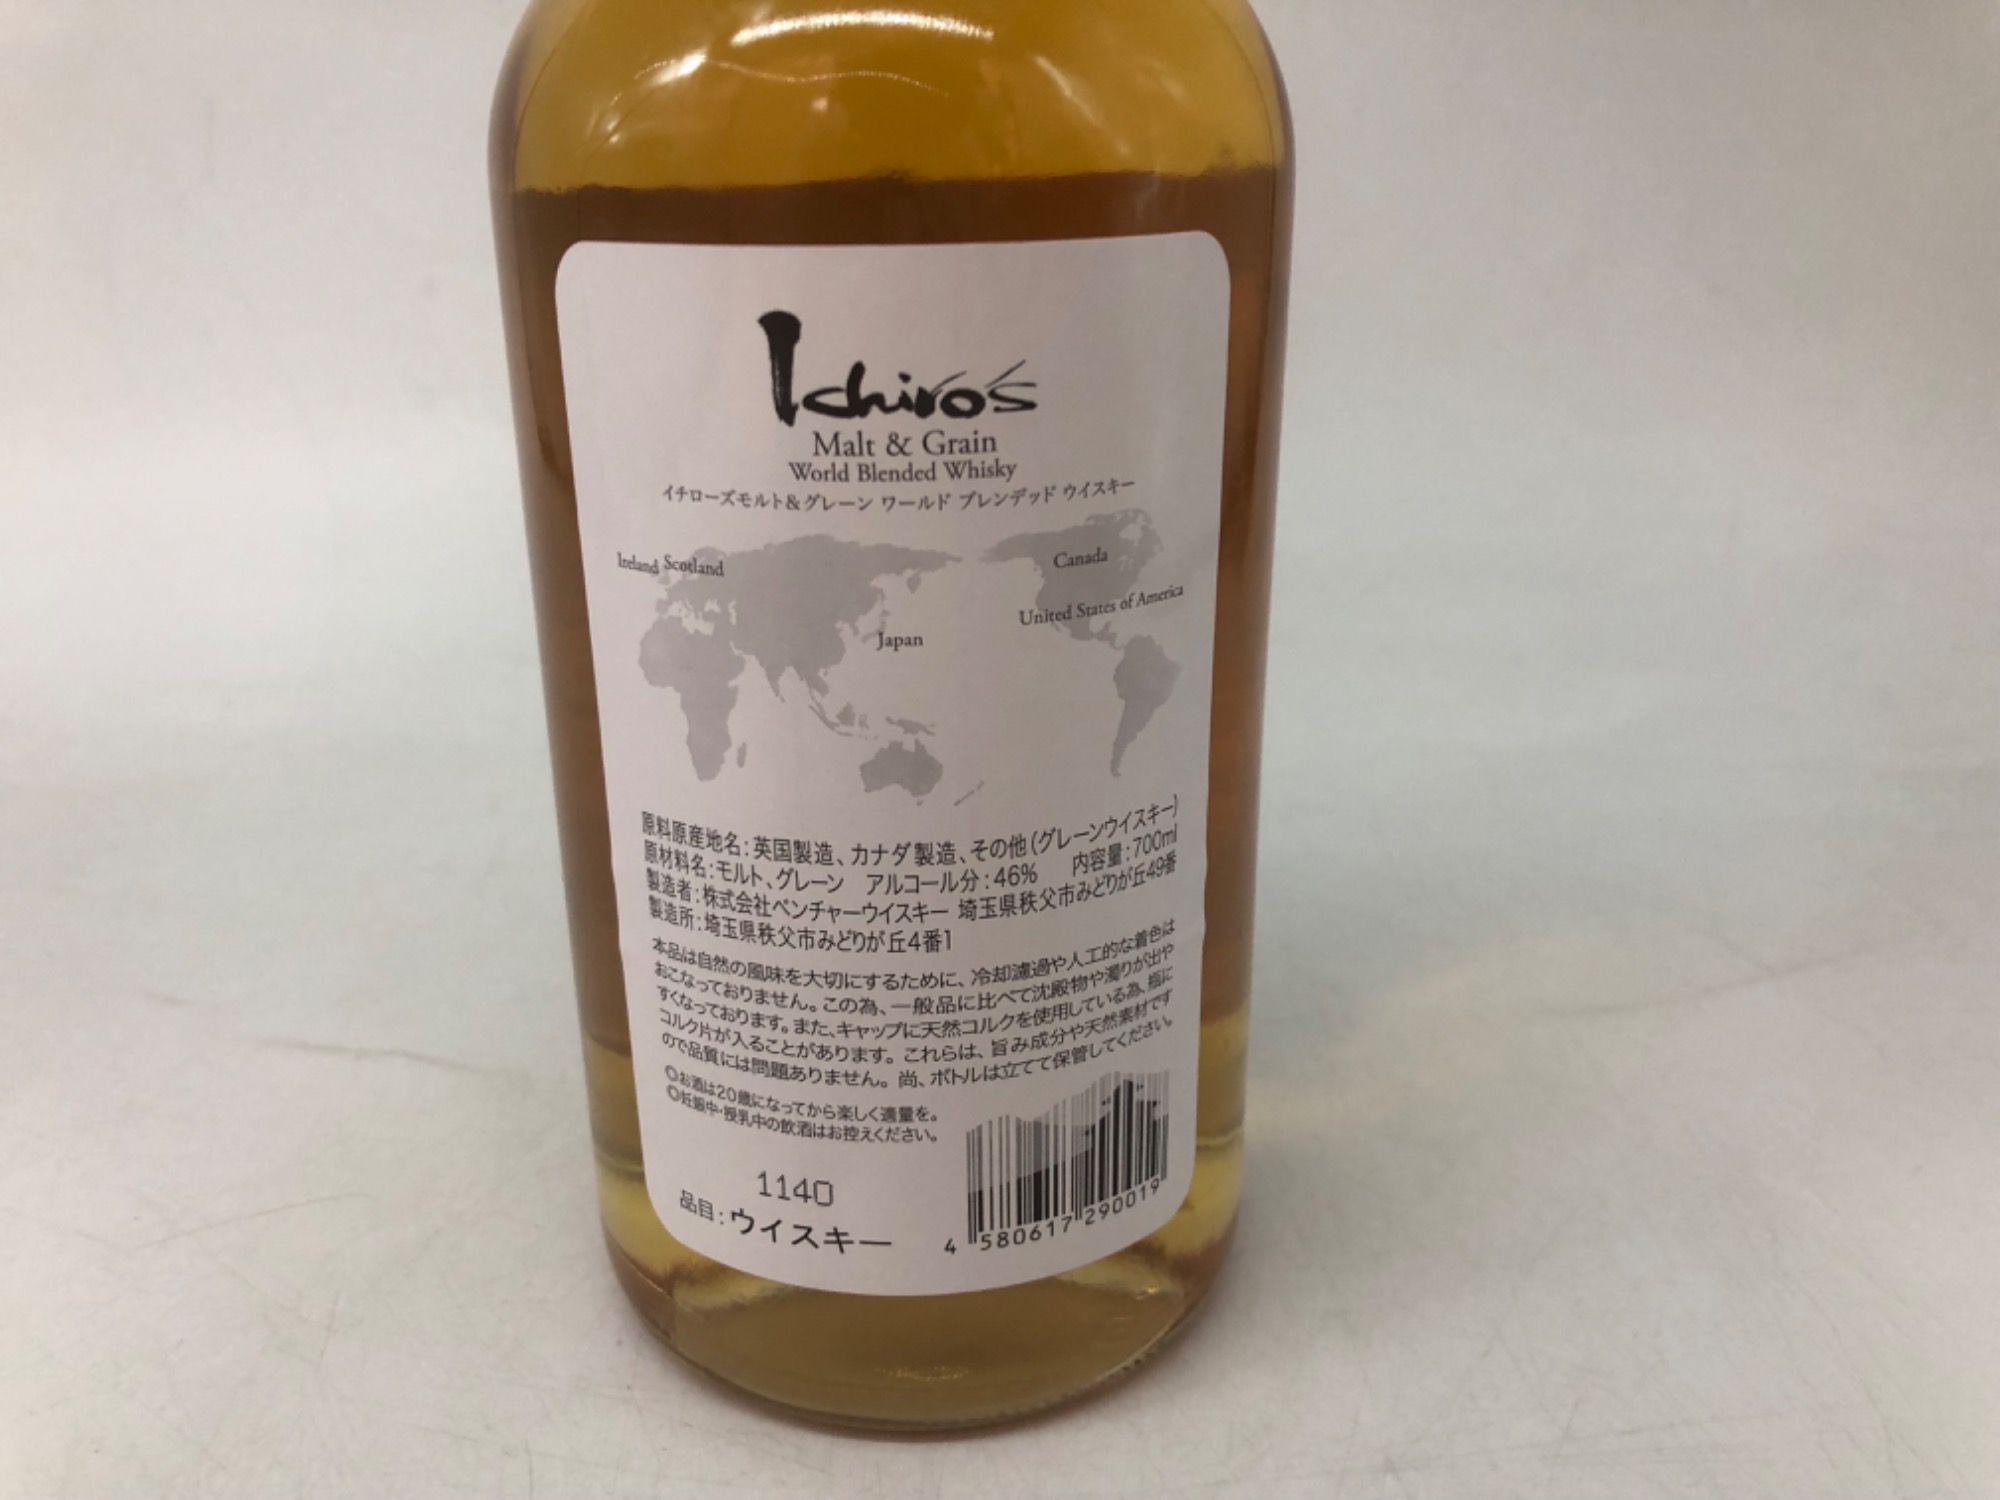 Ichiro's
Malt & Grain
World Blended Whisky
イチローズモルト&グレーン ワールド ブレンデッド ウイスキー
Ireland Scotland
Canada
United States of America
Japan
原料原産地名:英国製造、カナダ製造、その他(グレーンウイスキー)
原材料名:モルト、グレーン アルコール分:46% 内容量:700ml
製造者:株式会社ベンチャーウイスキー 埼玉県秩父市みどりが丘49番
製造所:埼玉県秩父市みどりが丘4番1
本品は自然の風味を大切にするために、冷却濾過や人工的な着色は
おこなっておりません。この為、一般品に比べて沈殿物や濁りが出や
すくなっております。また、キャップに天然コルクを使用している為、瓶に
コルク片が入ることがあります。これらは、旨み成分や天然素材です
ので品質には問題ありません。尚、ボトルは立てて保管してください。
◎お酒は20歳になってから楽しく適量を。
◎妊娠中・授乳中の飲酒はお控えください。
1140
品目:ウイスキー
4 580617 290019